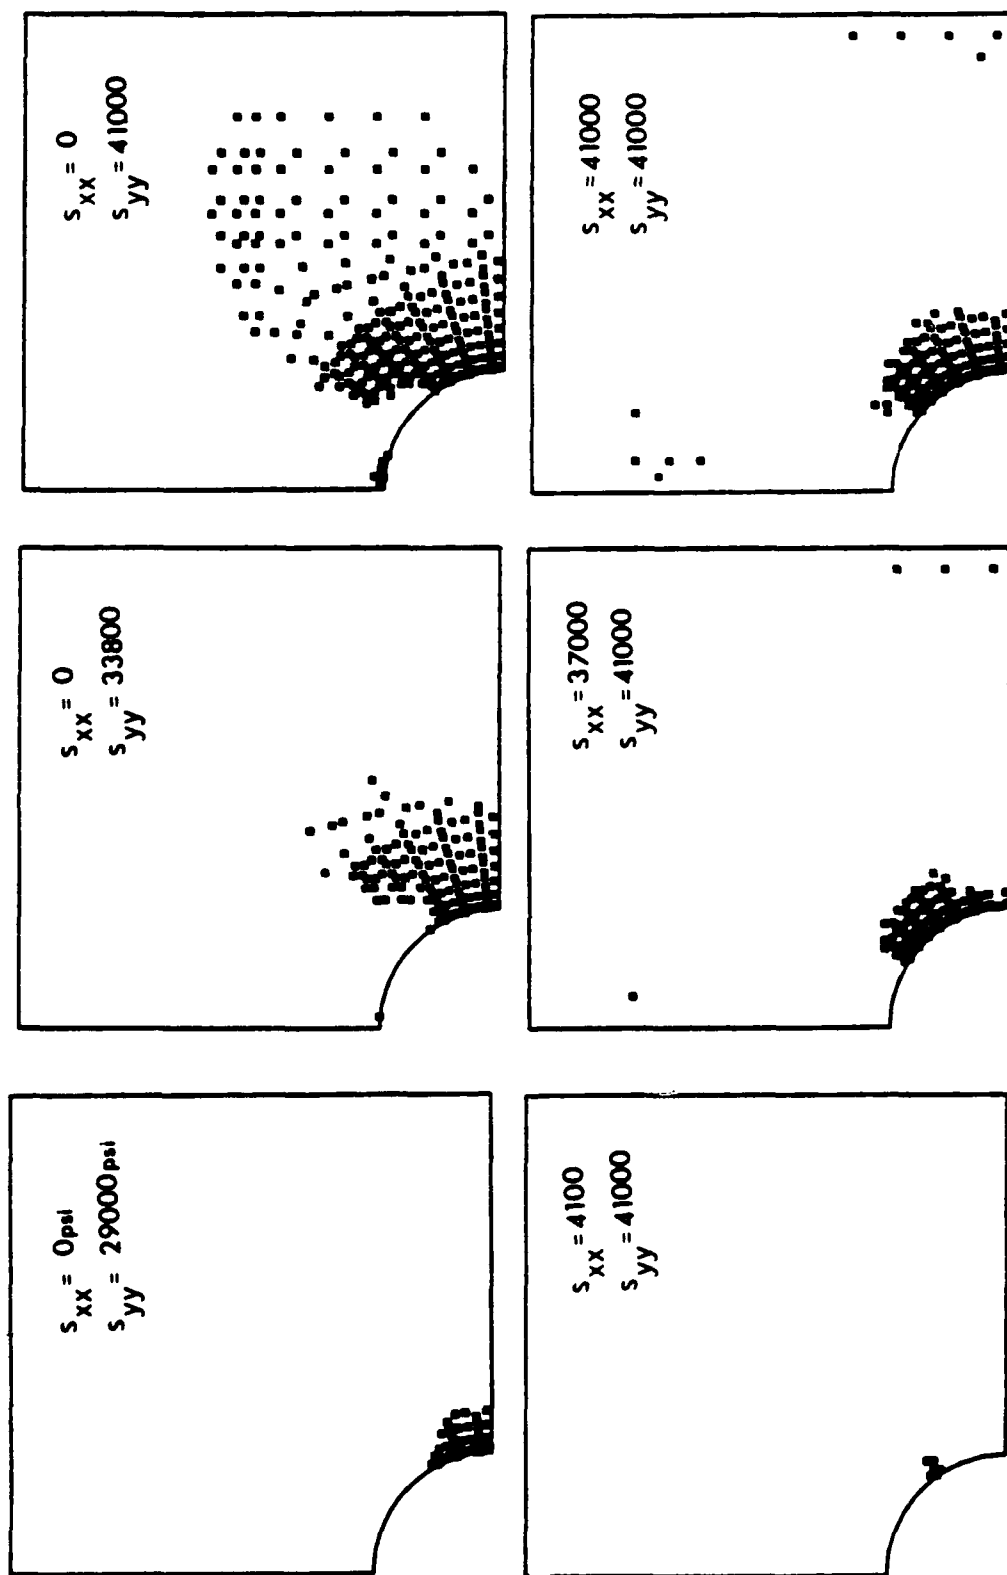 s_xx = 0psi
s_yy = 29000psi
s_xx = 0
s_yy = 33800
s_xx = 0
s_yy = 41000
s_xx = 4100
s_yy = 41000
s_xx = 37000
s_yy = 41000
s_xx = 41000
s_yy = 41000